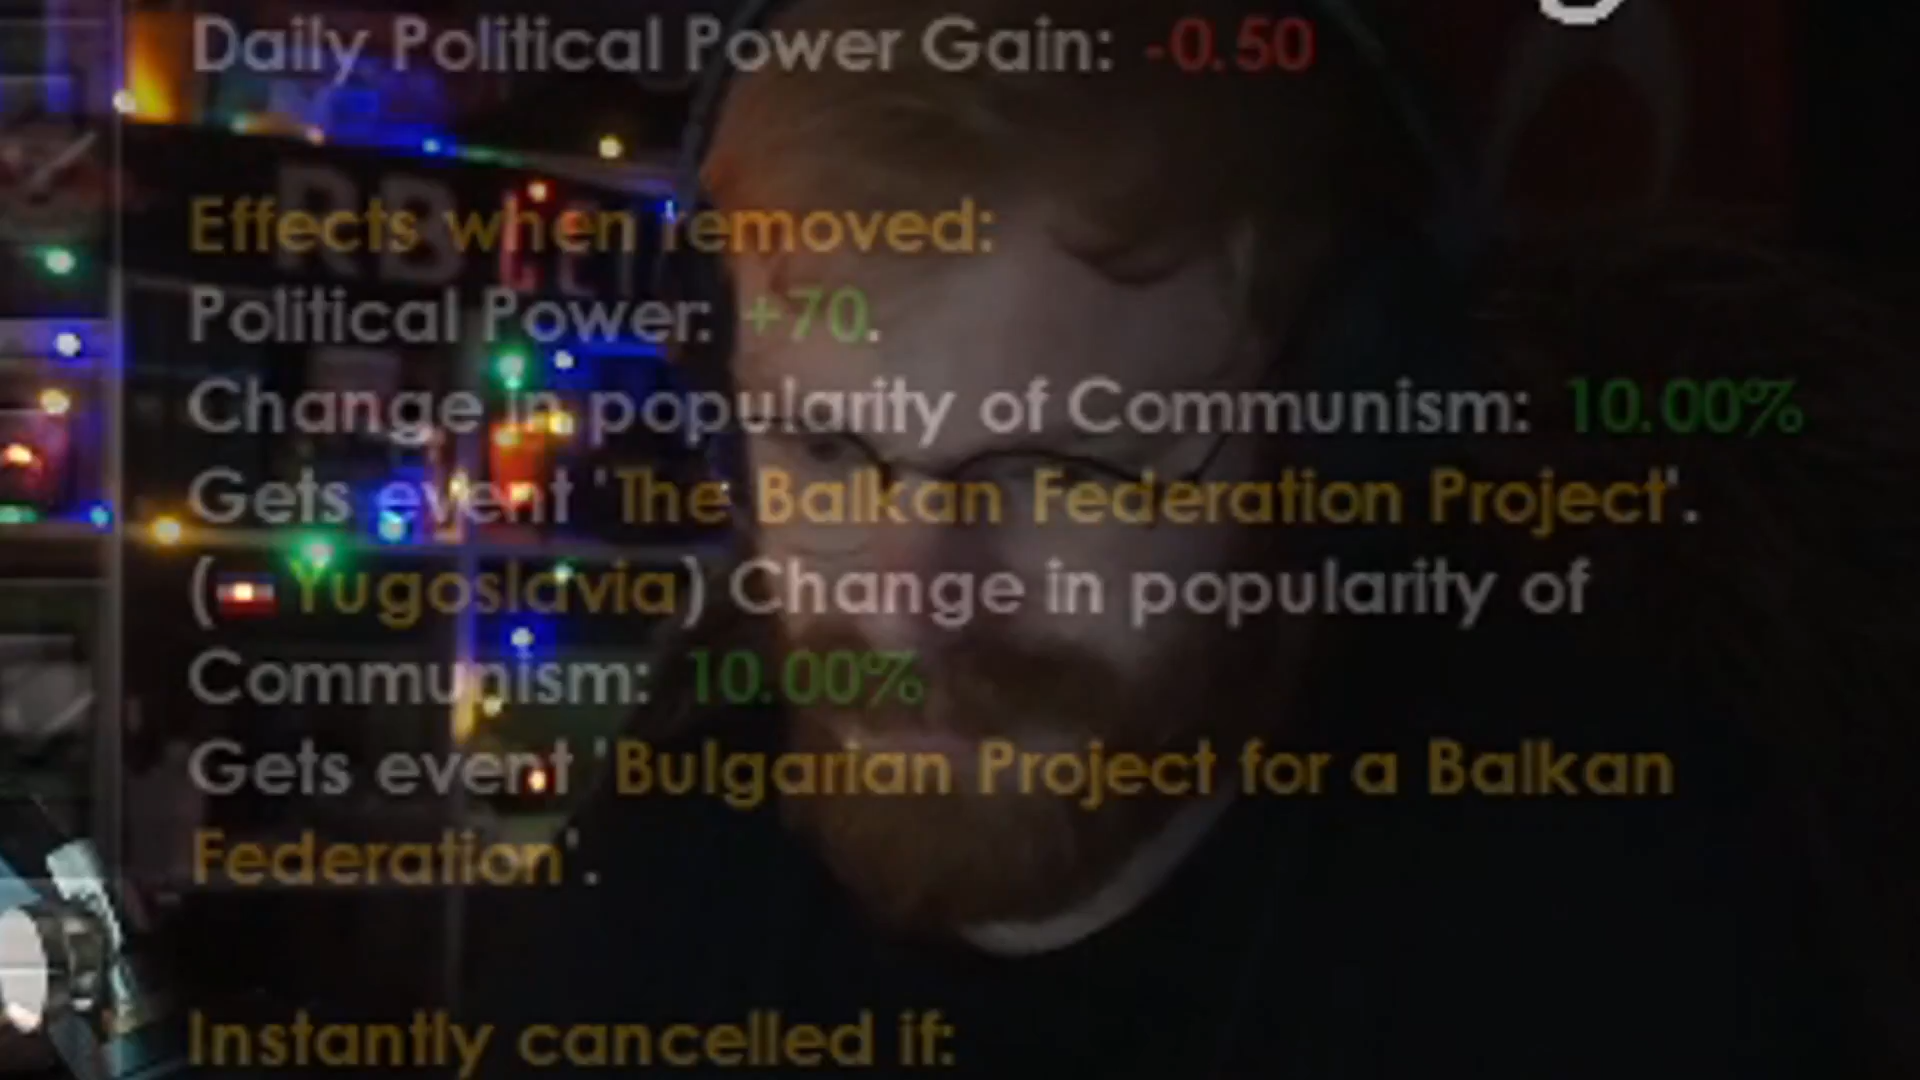 Daily Political Power Gain: -0.50
Effects when removed:
Political Power: +70.
Change in popularity of Communism: 10.00%
Gets event 'The Balkan Federation Project'.
(Yugoslavia) Change in popularity of
Communism: 10.00%
Gets event 'Bulgarian Project for a Balkan
Federation'.
Instantly cancelled if:
RB